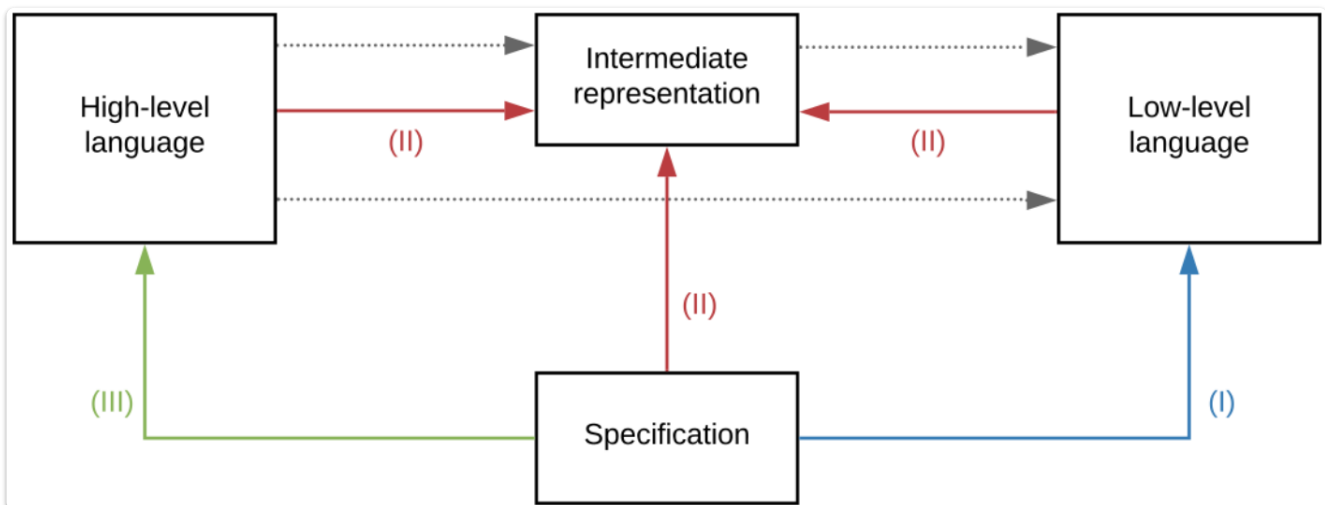 High-level
language
Intermediate
representation
Low-level
language
(II)
(II)
(II)
(III)
Specification
(I)